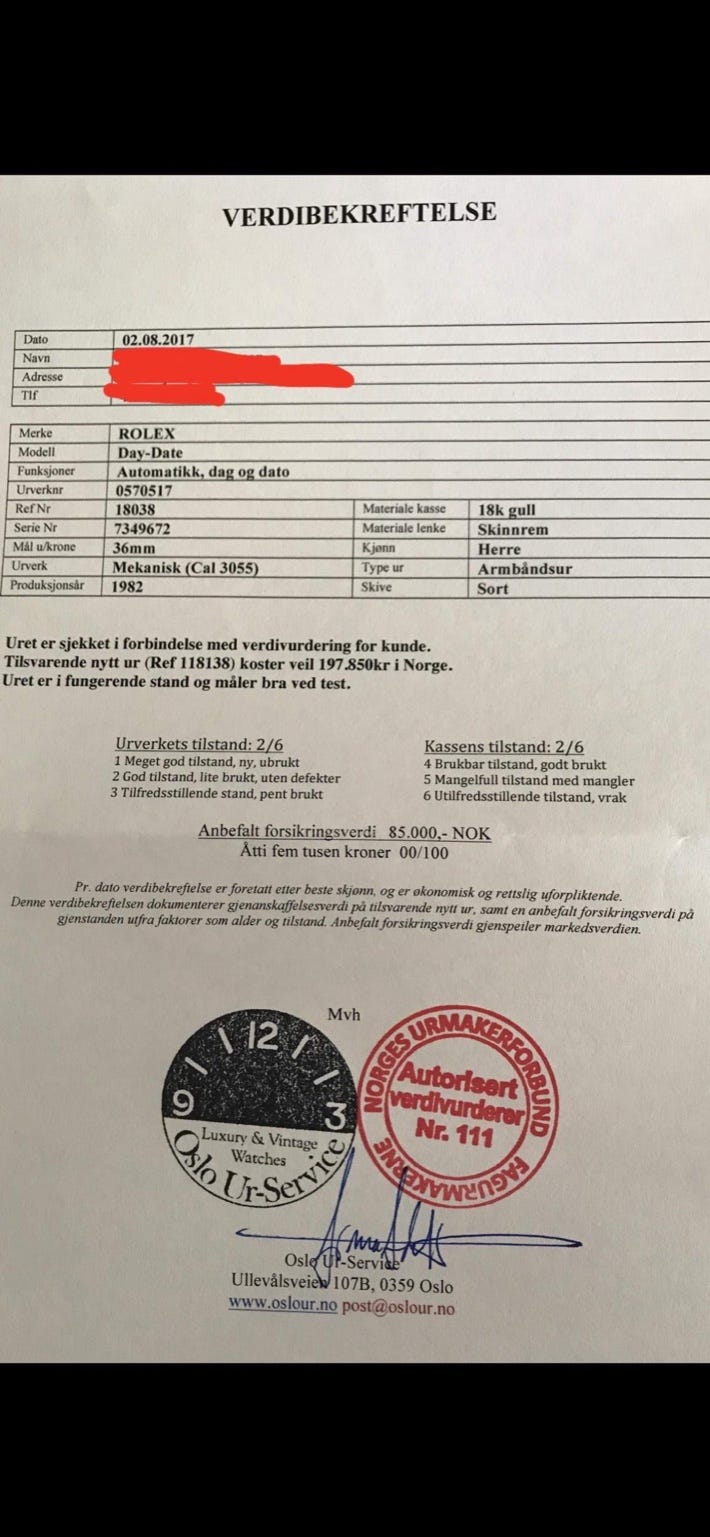 VERDIBEKREFTELSE
Dato 02.08.2017
Navn
Adresse
Tlf
Merke ROLEX
Modell Day-Date
Funksjoner Automatikk, dag og dato
Urverknr 0570517
Ref Nr 18038 Materiale kasse 18k gull
Serie Nr 7349672 Materiale lenke Skinnrem
Mål u/krone 36mm Kjønn Herre
Urverk Mekanisk (Cal 3055) Type ur Armbåndsur
Produksjonsår 1982 Skive Sort
Uret er sjekket i forbindelse med verdivurdering for kunde.
Tilsvarende nytt ur (Ref 118138) koster veil 197.850kr i Norge.
Uret er i fungerende stand og måler bra ved test.
Urverkets tilstand: 2/6 Kassens tilstand: 2/6
1 Meget god tilstand, ny, ubrukt 4 Brukbar tilstand, godt brukt
2 God tilstand, lite brukt, uten defekter 5 Mangelfull tilstand med mangler
3 Tilfredsstillende stand, pent brukt 6 Utilfredsstillende tilstand, vrak
Anbefalt forsikringsverdi 85.000,- NOK
Åtti fem tusen kroner 00/100
Pr. dato verdibekreftelse er foretatt etter beste skjønn, og er økonomisk og rettslig uforpliktende.
Denne verdibekreftelsen dokumenterer gjenanskaffelsesverdi på tilsvarende nytt ur, samt en anbefalt forsikringsverdi på
gjenstanden utfra faktorer som alder og tilstand. Anbefalt forsikringsverdi gjenspeiler markedsverdien.
Mvh
12
9 3
Luxury & Vintage
Watches
Oslo Ur-Service
NORGES URMAKERFORBUND
Autorisert
verdivurderer
Nr. 111
FAGURMAKERNE
Oslo Ur-Service
Ullevålsveien 107B, 0359 Oslo
www.oslour.no post@oslour.no